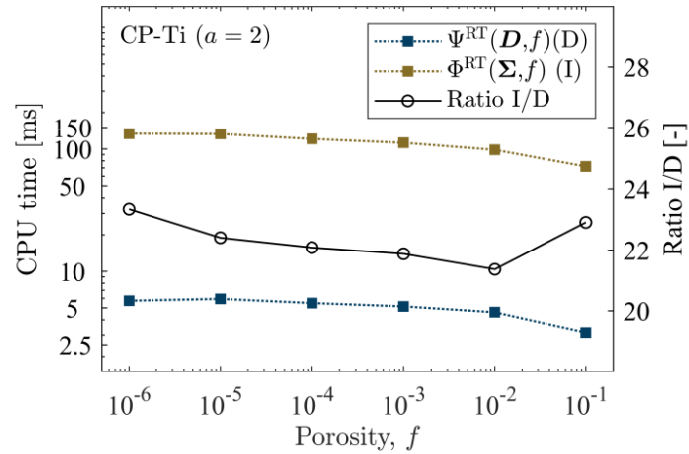 CP-Ti (a = 2)
Ψ^RT(D,f)(D)
Φ^RT(Σ,f) (I)
Ratio I/D
CPU time [ms]
150
100
50
10
5
2.5
Ratio I/D [-]
28
26
24
22
20
10^-6 10^-5 10^-4 10^-3 10^-2 10^-1
Porosity, f